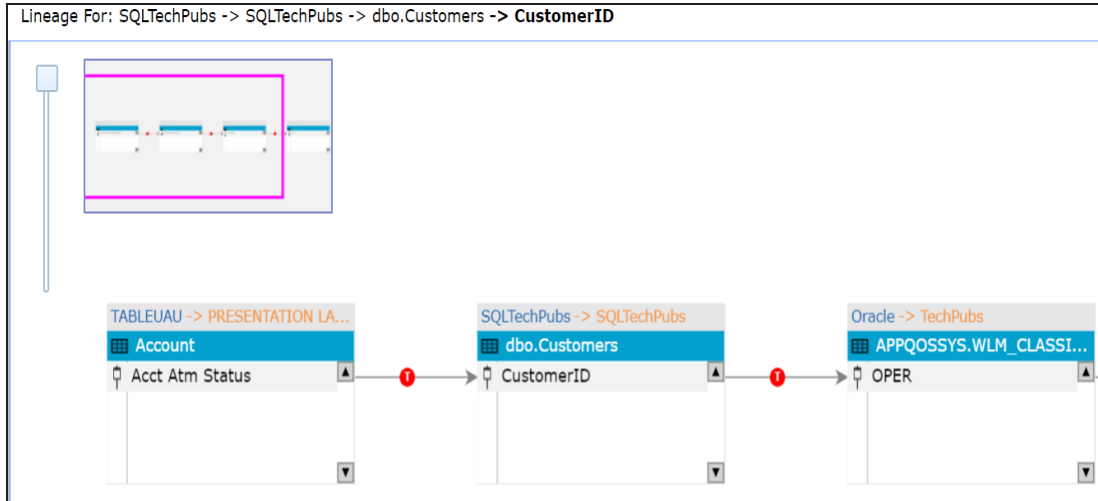 Lineage For: SQLTechPubs -> SQLTechPubs -> dbo.Customers -> CustomerID
TABLEUAU -> PRESENTATION LA...
Account
Acct Atm Status
T
SQLTechPubs -> SQLTechPubs
dbo.Customers
CustomerID
T
Oracle -> TechPubs
APPQOSSYS.WLM_CLASSI...
OPER